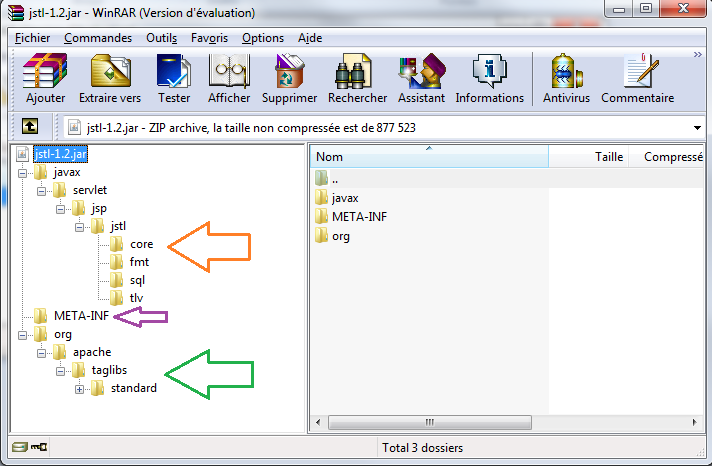 jstl-1.2.jar - WinRAR (Version d'évaluation)
Fichier Commandes Outils Favoris Options Aide
Ajouter Extraire vers Tester Afficher Supprimer Rechercher Assistant Informations Antivirus Commentaire
jstl-1.2.jar - ZIP archive, la taille non compressée est de 877 523
jstl-1.2.jar
javax
servlet
jsp
jstl
core
fmt
sql
tlv
META-INF
org
apache
taglibs
standard
Nom Taille Compressé
..
javax
META-INF
org
Total 3 dossiers